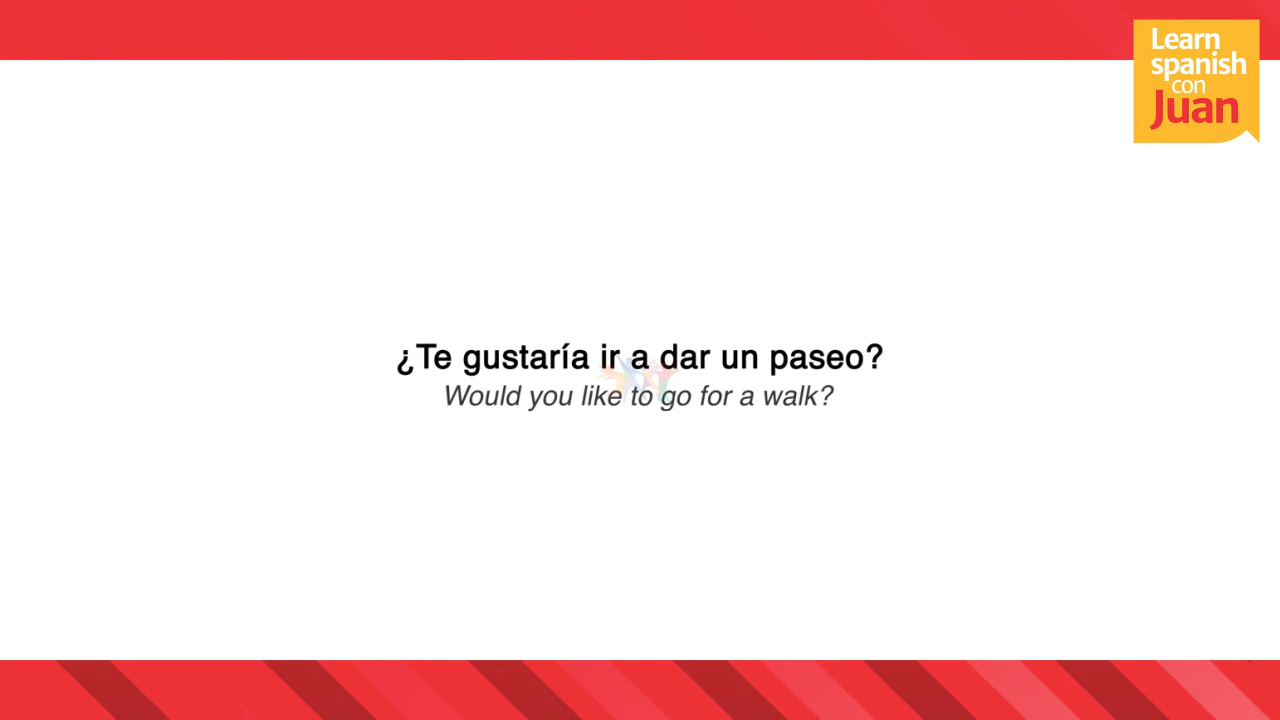 Learn
spanish
con
Juan
¿Te gustaría ir a dar un paseo?
Would you like to go for a walk?